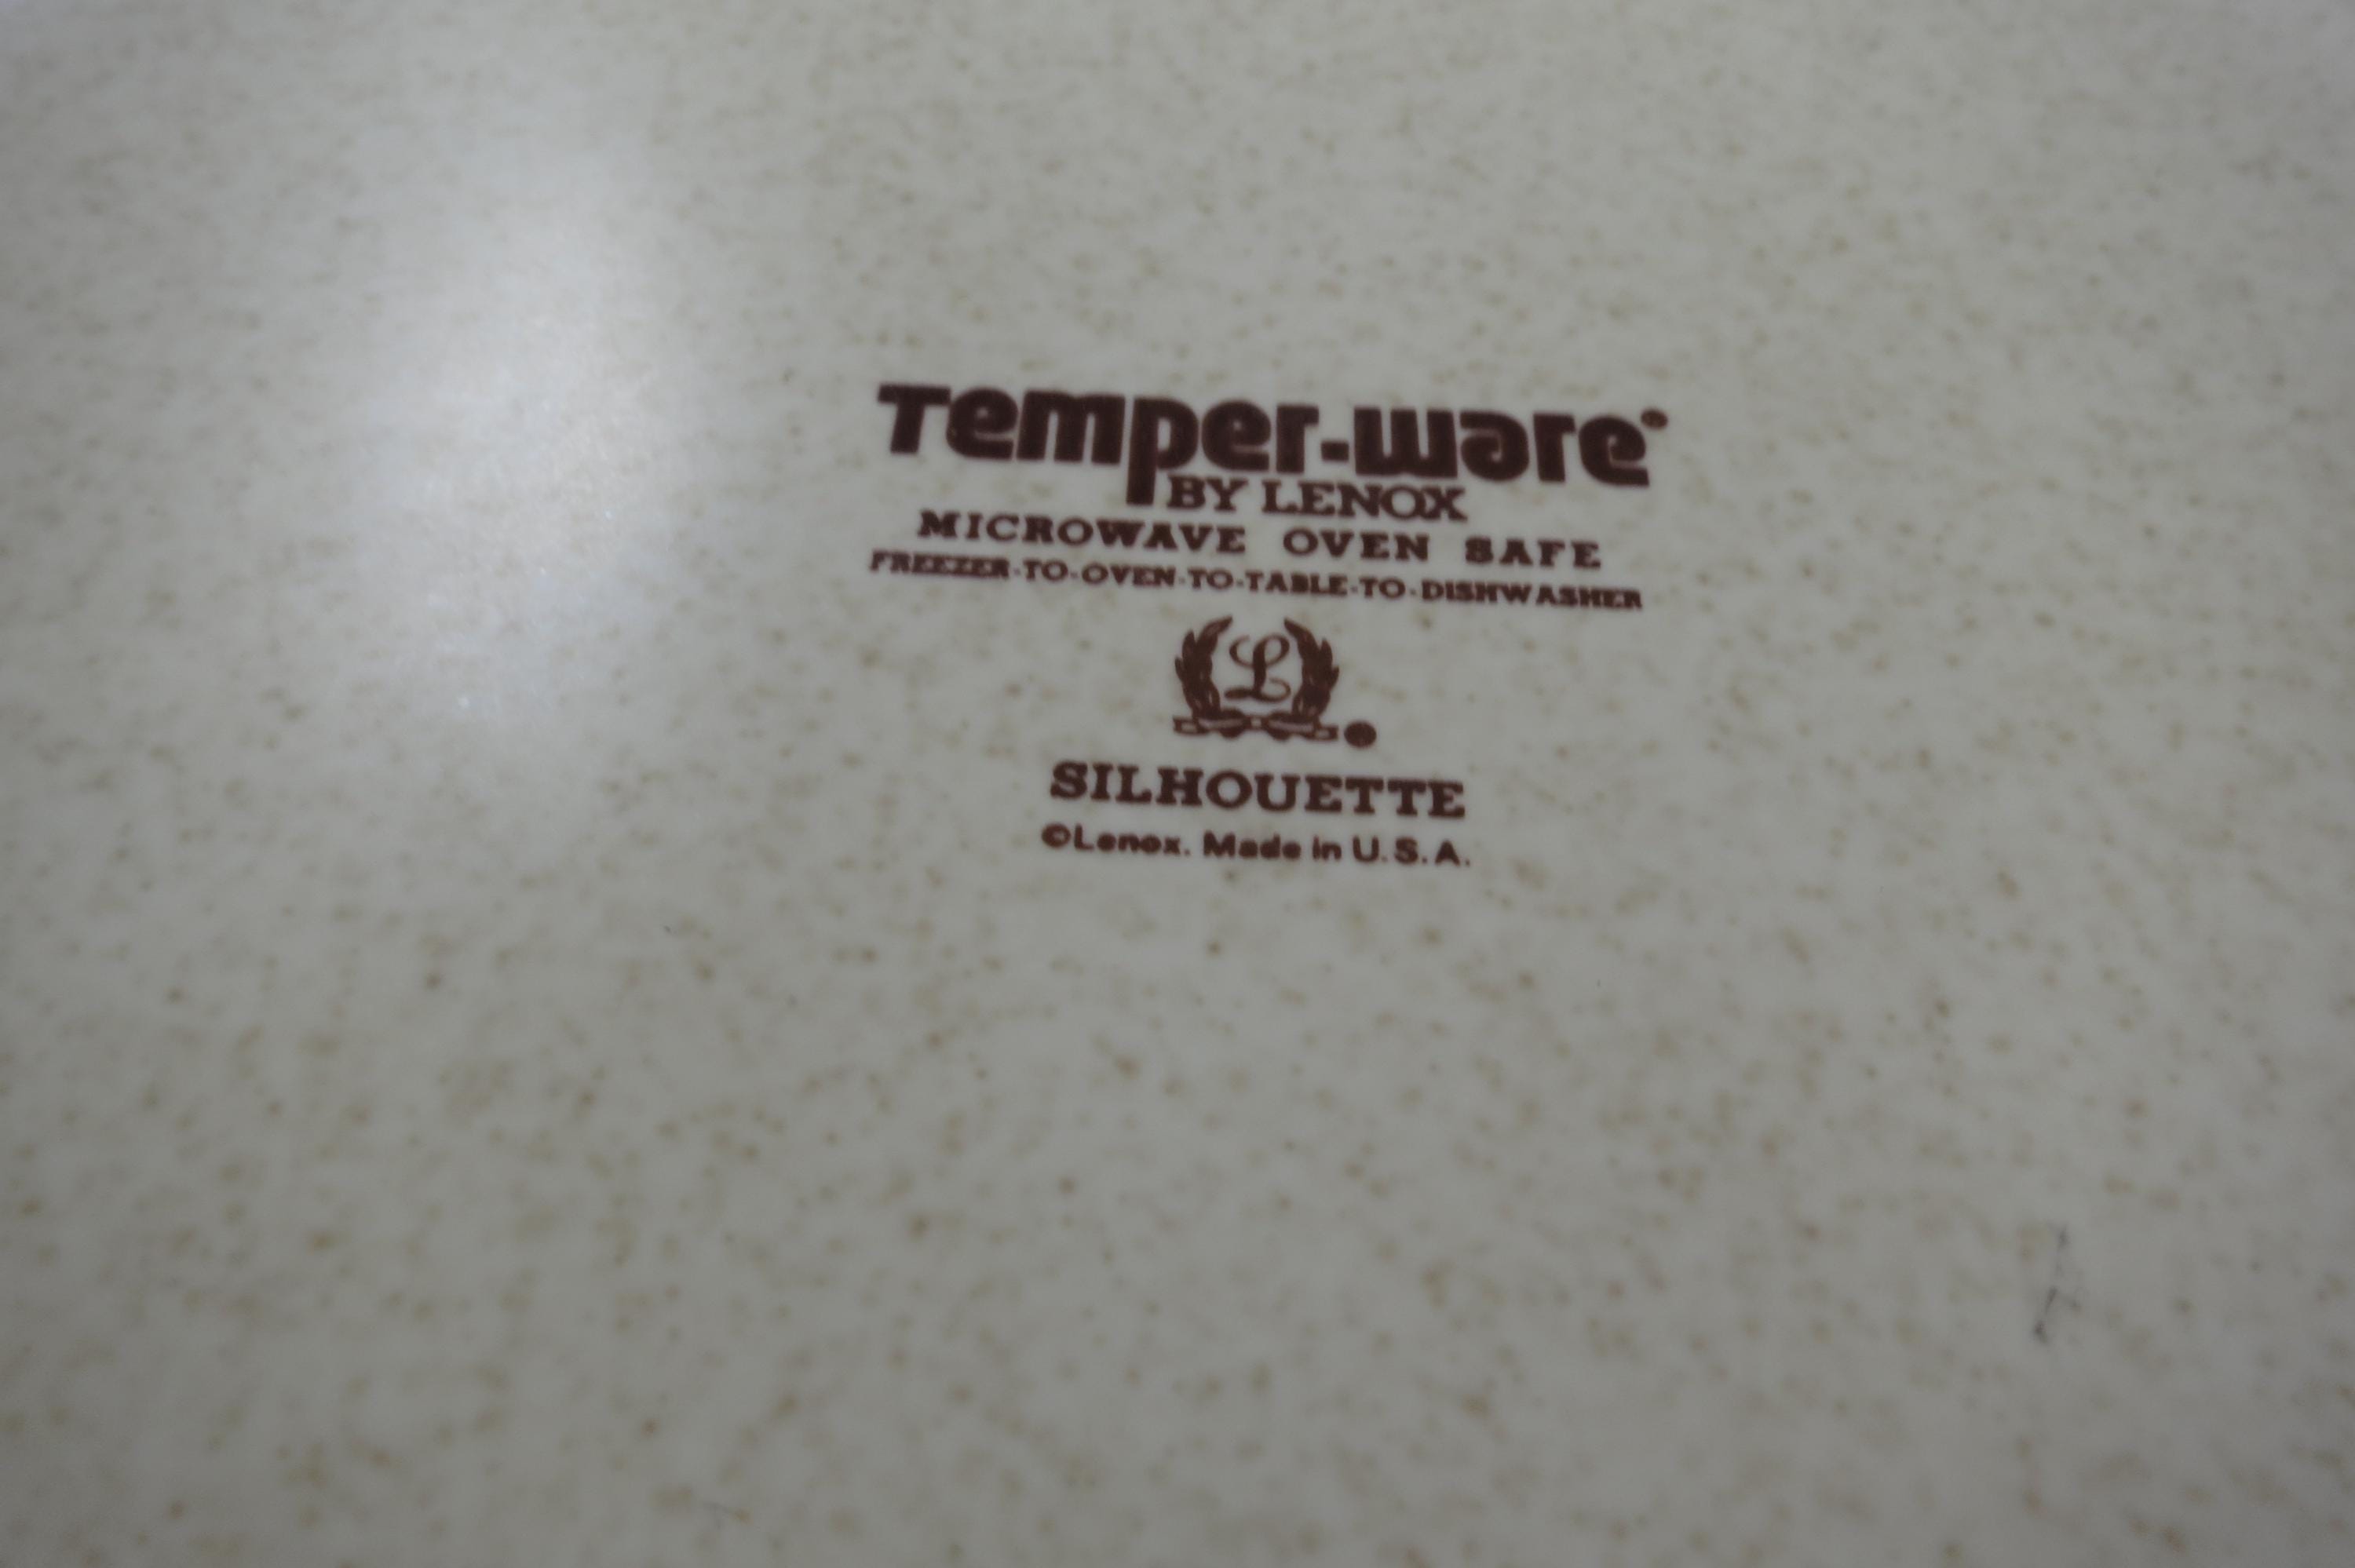 Temper-ware®
BY LENOX
MICROWAVE OVEN SAFE
FREEZER-TO-OVEN-TO-TABLE-TO-DISHWASHER
L
SILHOUETTE
©Lenox. Made in U.S.A.